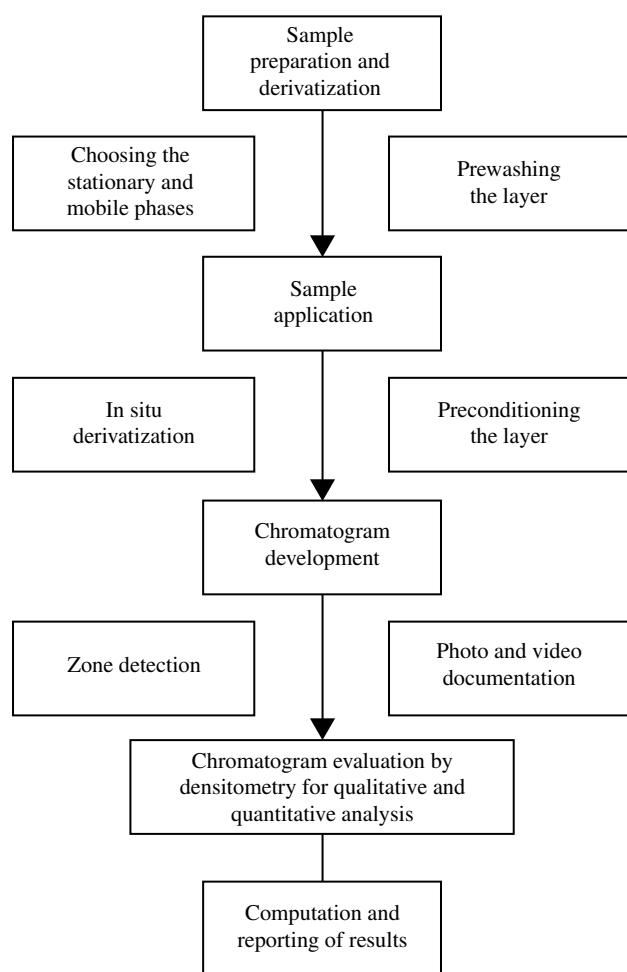 Sample
preparation and
derivatization
Choosing the
stationary and
mobile phases
Prewashing
the layer
Sample
application
In situ
derivatization
Preconditioning
the layer
Chromatogram
development
Zone detection
Photo and video
documentation
Chromatogram evaluation by
densitometry for qualitative and
quantitative analysis
Computation and
reporting of results